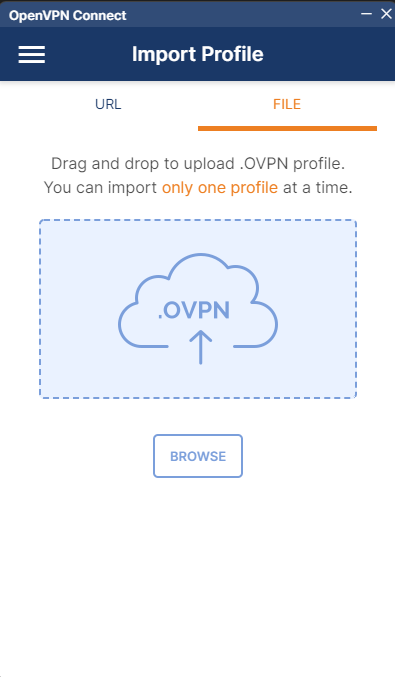 OpenVPN Connect
Import Profile
URL
FILE
Drag and drop to upload .OVPN profile.
You can import only one profile at a time.
.OVPN
BROWSE